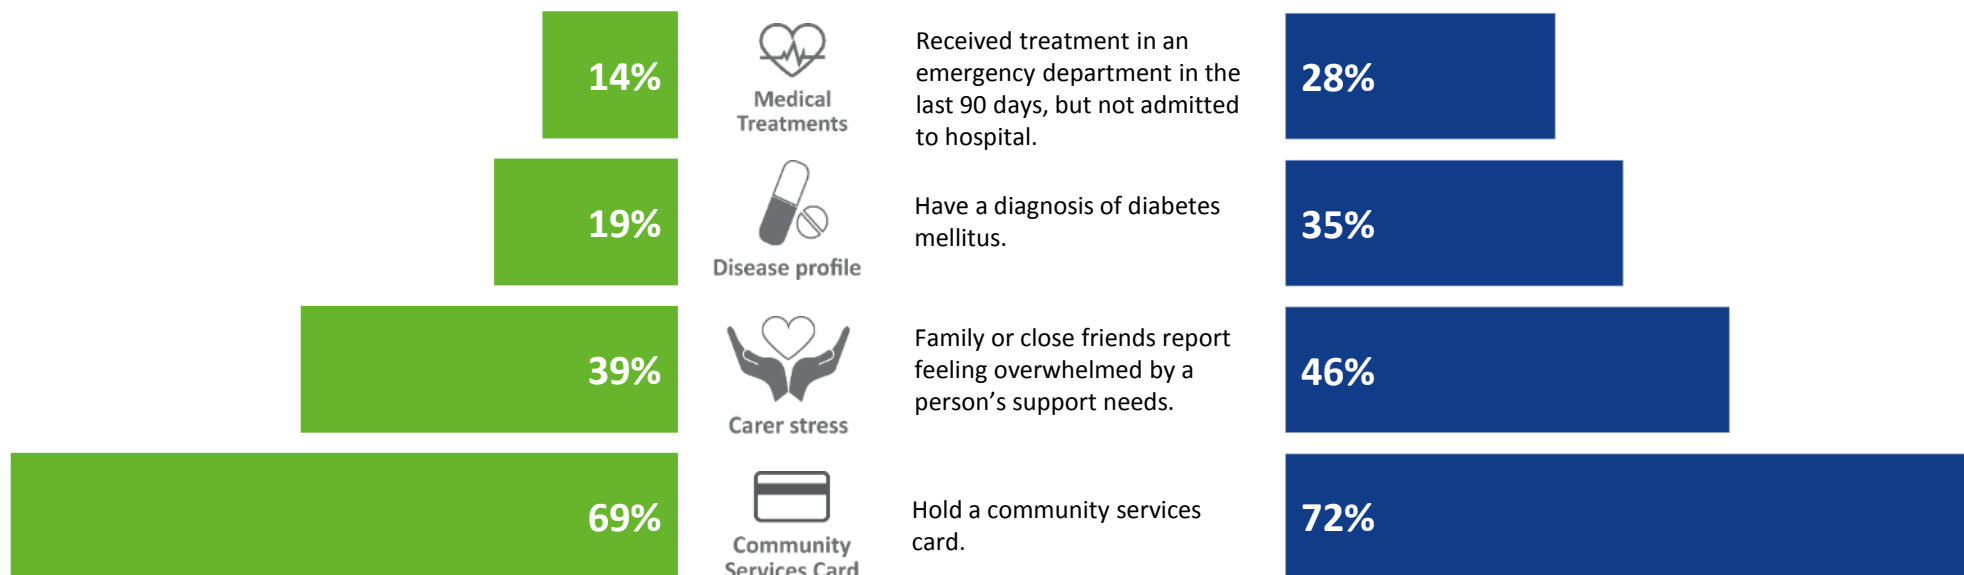 14%
Medical
Treatments
Received treatment in an
emergency department in the
last 90 days, but not admitted
to hospital.
28%
19%
Disease profile
Have a diagnosis of diabetes
mellitus.
35%
39%
Carer stress
Family or close friends report
feeling overwhelmed by a
person’s support needs.
46%
69%
Community
Services Card
Hold a community services
card.
72%